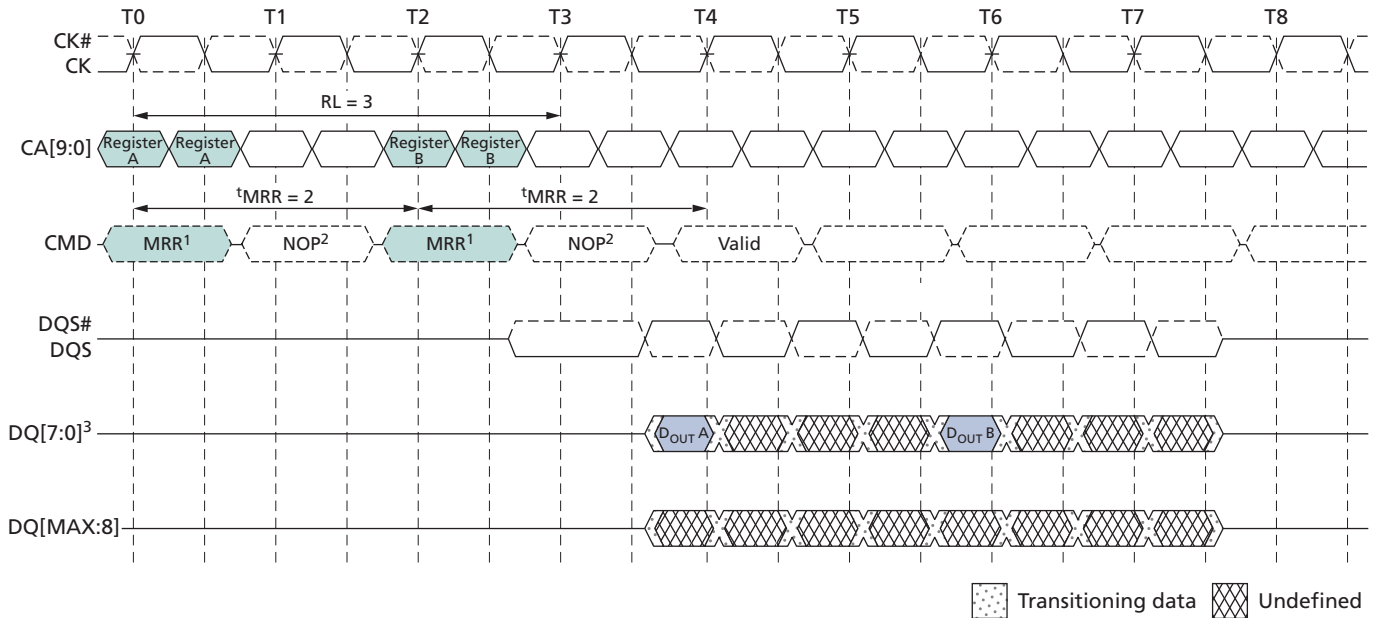 T0 T1 T2 T3 T4 T5 T6 T7 T8
CK#
CK
RL = 3
CA[9:0] Register A Register A Register B Register B
tMRR = 2 tMRR = 2
CMD MRR1 NOP2 MRR1 NOP2 Valid
DQS#
DQS
DQ[7:0]3 DOUT A DOUT B
DQ[MAX:8]
Transitioning data Undefined